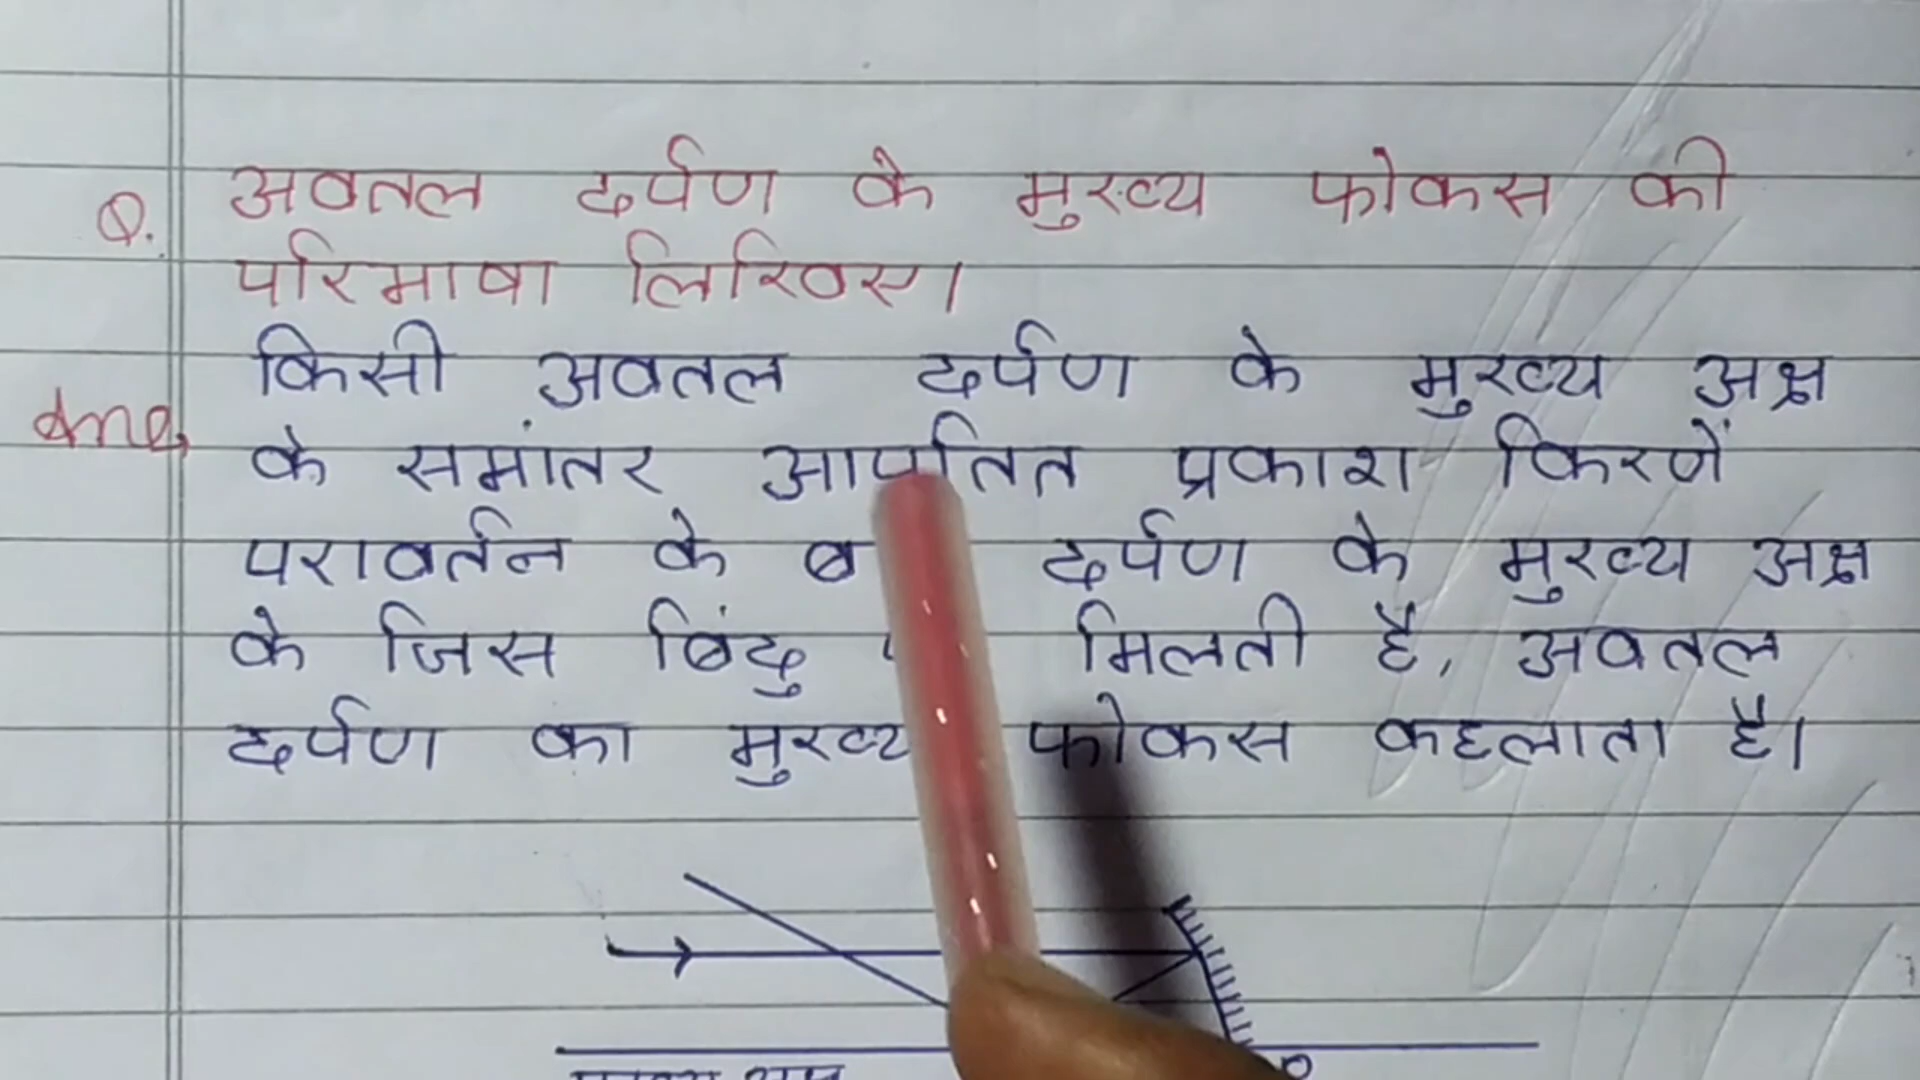 Q. अवतल दर्पण के मुख्य फोकस की
परिभाषा लिखिए।
Ans, किसी अवतल दर्पण के मुख्य अक्ष
के समांतर आपतित प्रकाश किरणें
परावर्तन के दर्पण के मुख्य अक्ष
के जिस बिंदु मिलती है, अवतल
दर्पण का मुख्य फोकस कहलाता है।